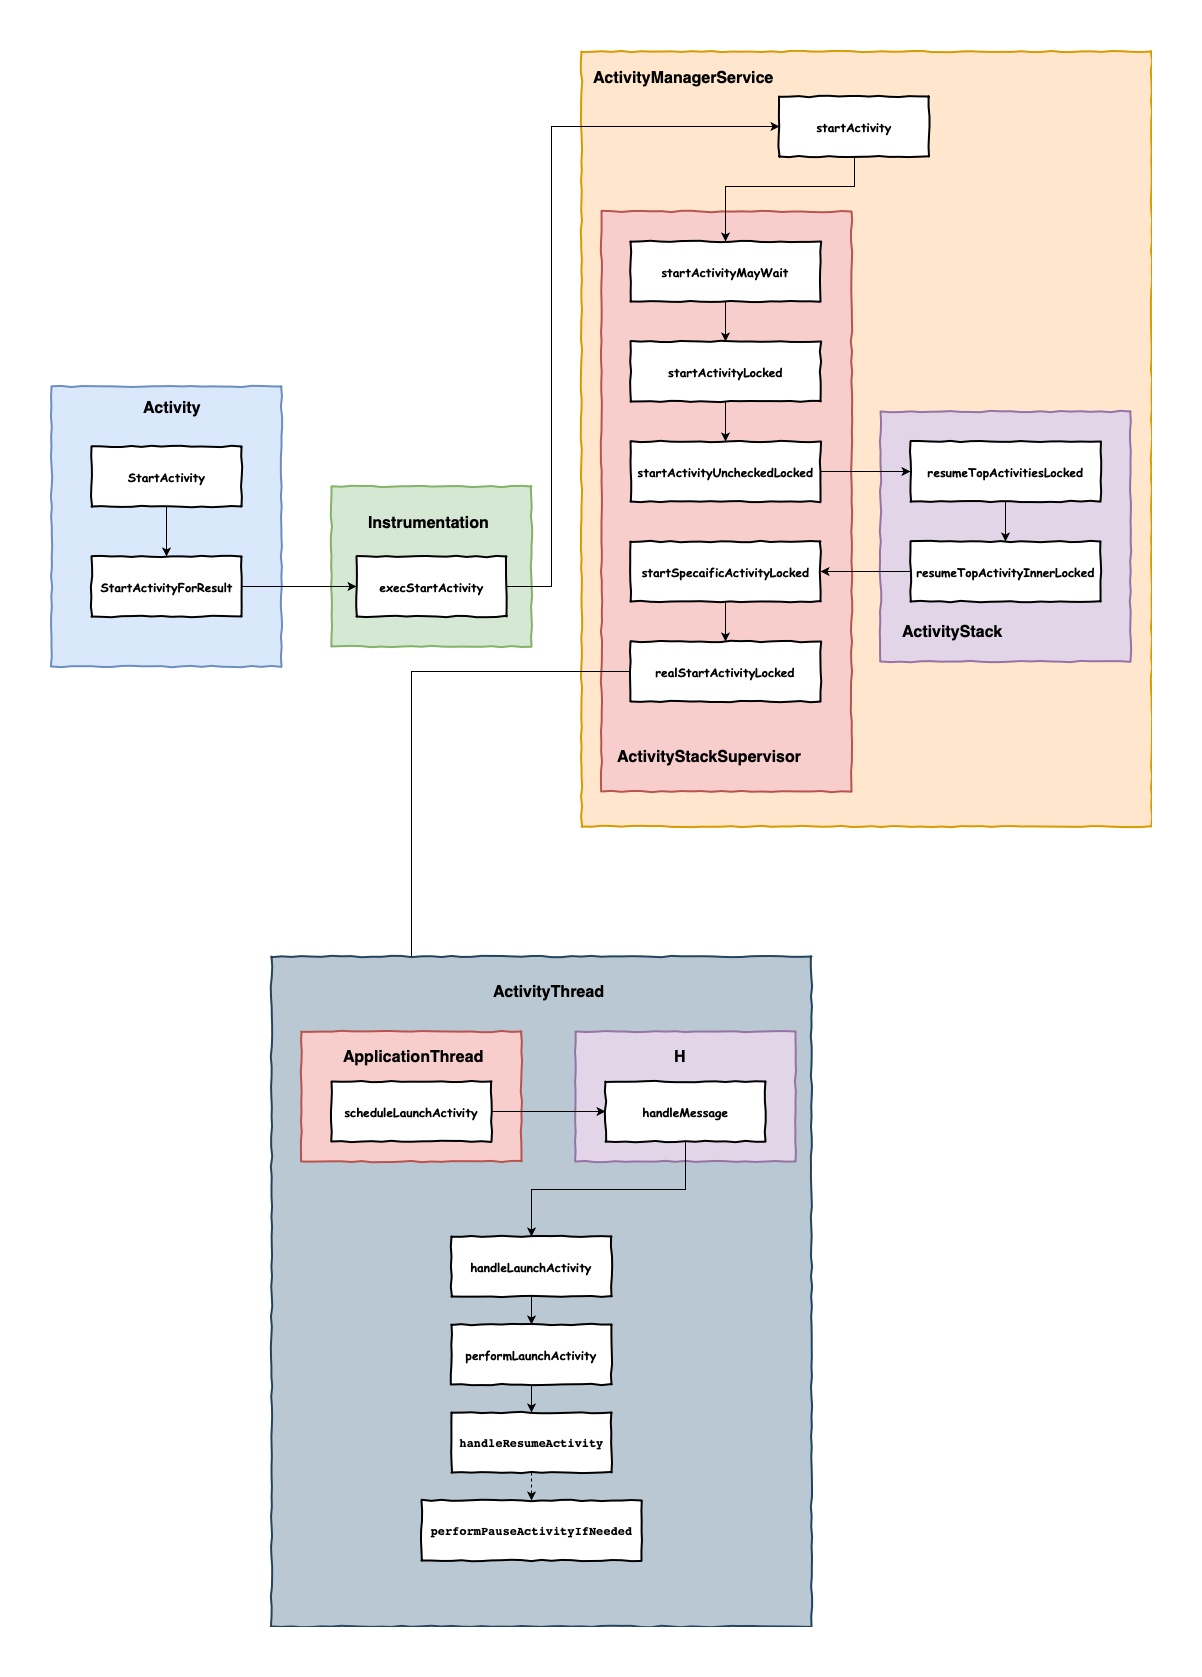 ActivityManagerService
startActivity
startActivityMayWait
startActivityLocked
Activity
StartActivity
StartActivityForResult
Instrumentation
execStartActivity
startActivityUncheckedLocked
resumeTopActivitiesLocked
startSpecaificActivityLocked
resumeTopActivityInnerLocked
ActivityStack
realStartActivityLocked
ActivityStackSupervisor
ActivityThread
ApplicationThread
H
scheduleLaunchActivity
handleMessage
handleLaunchActivity
performLaunchActivity
handleResumeActivity
performPauseActivityIfNeeded